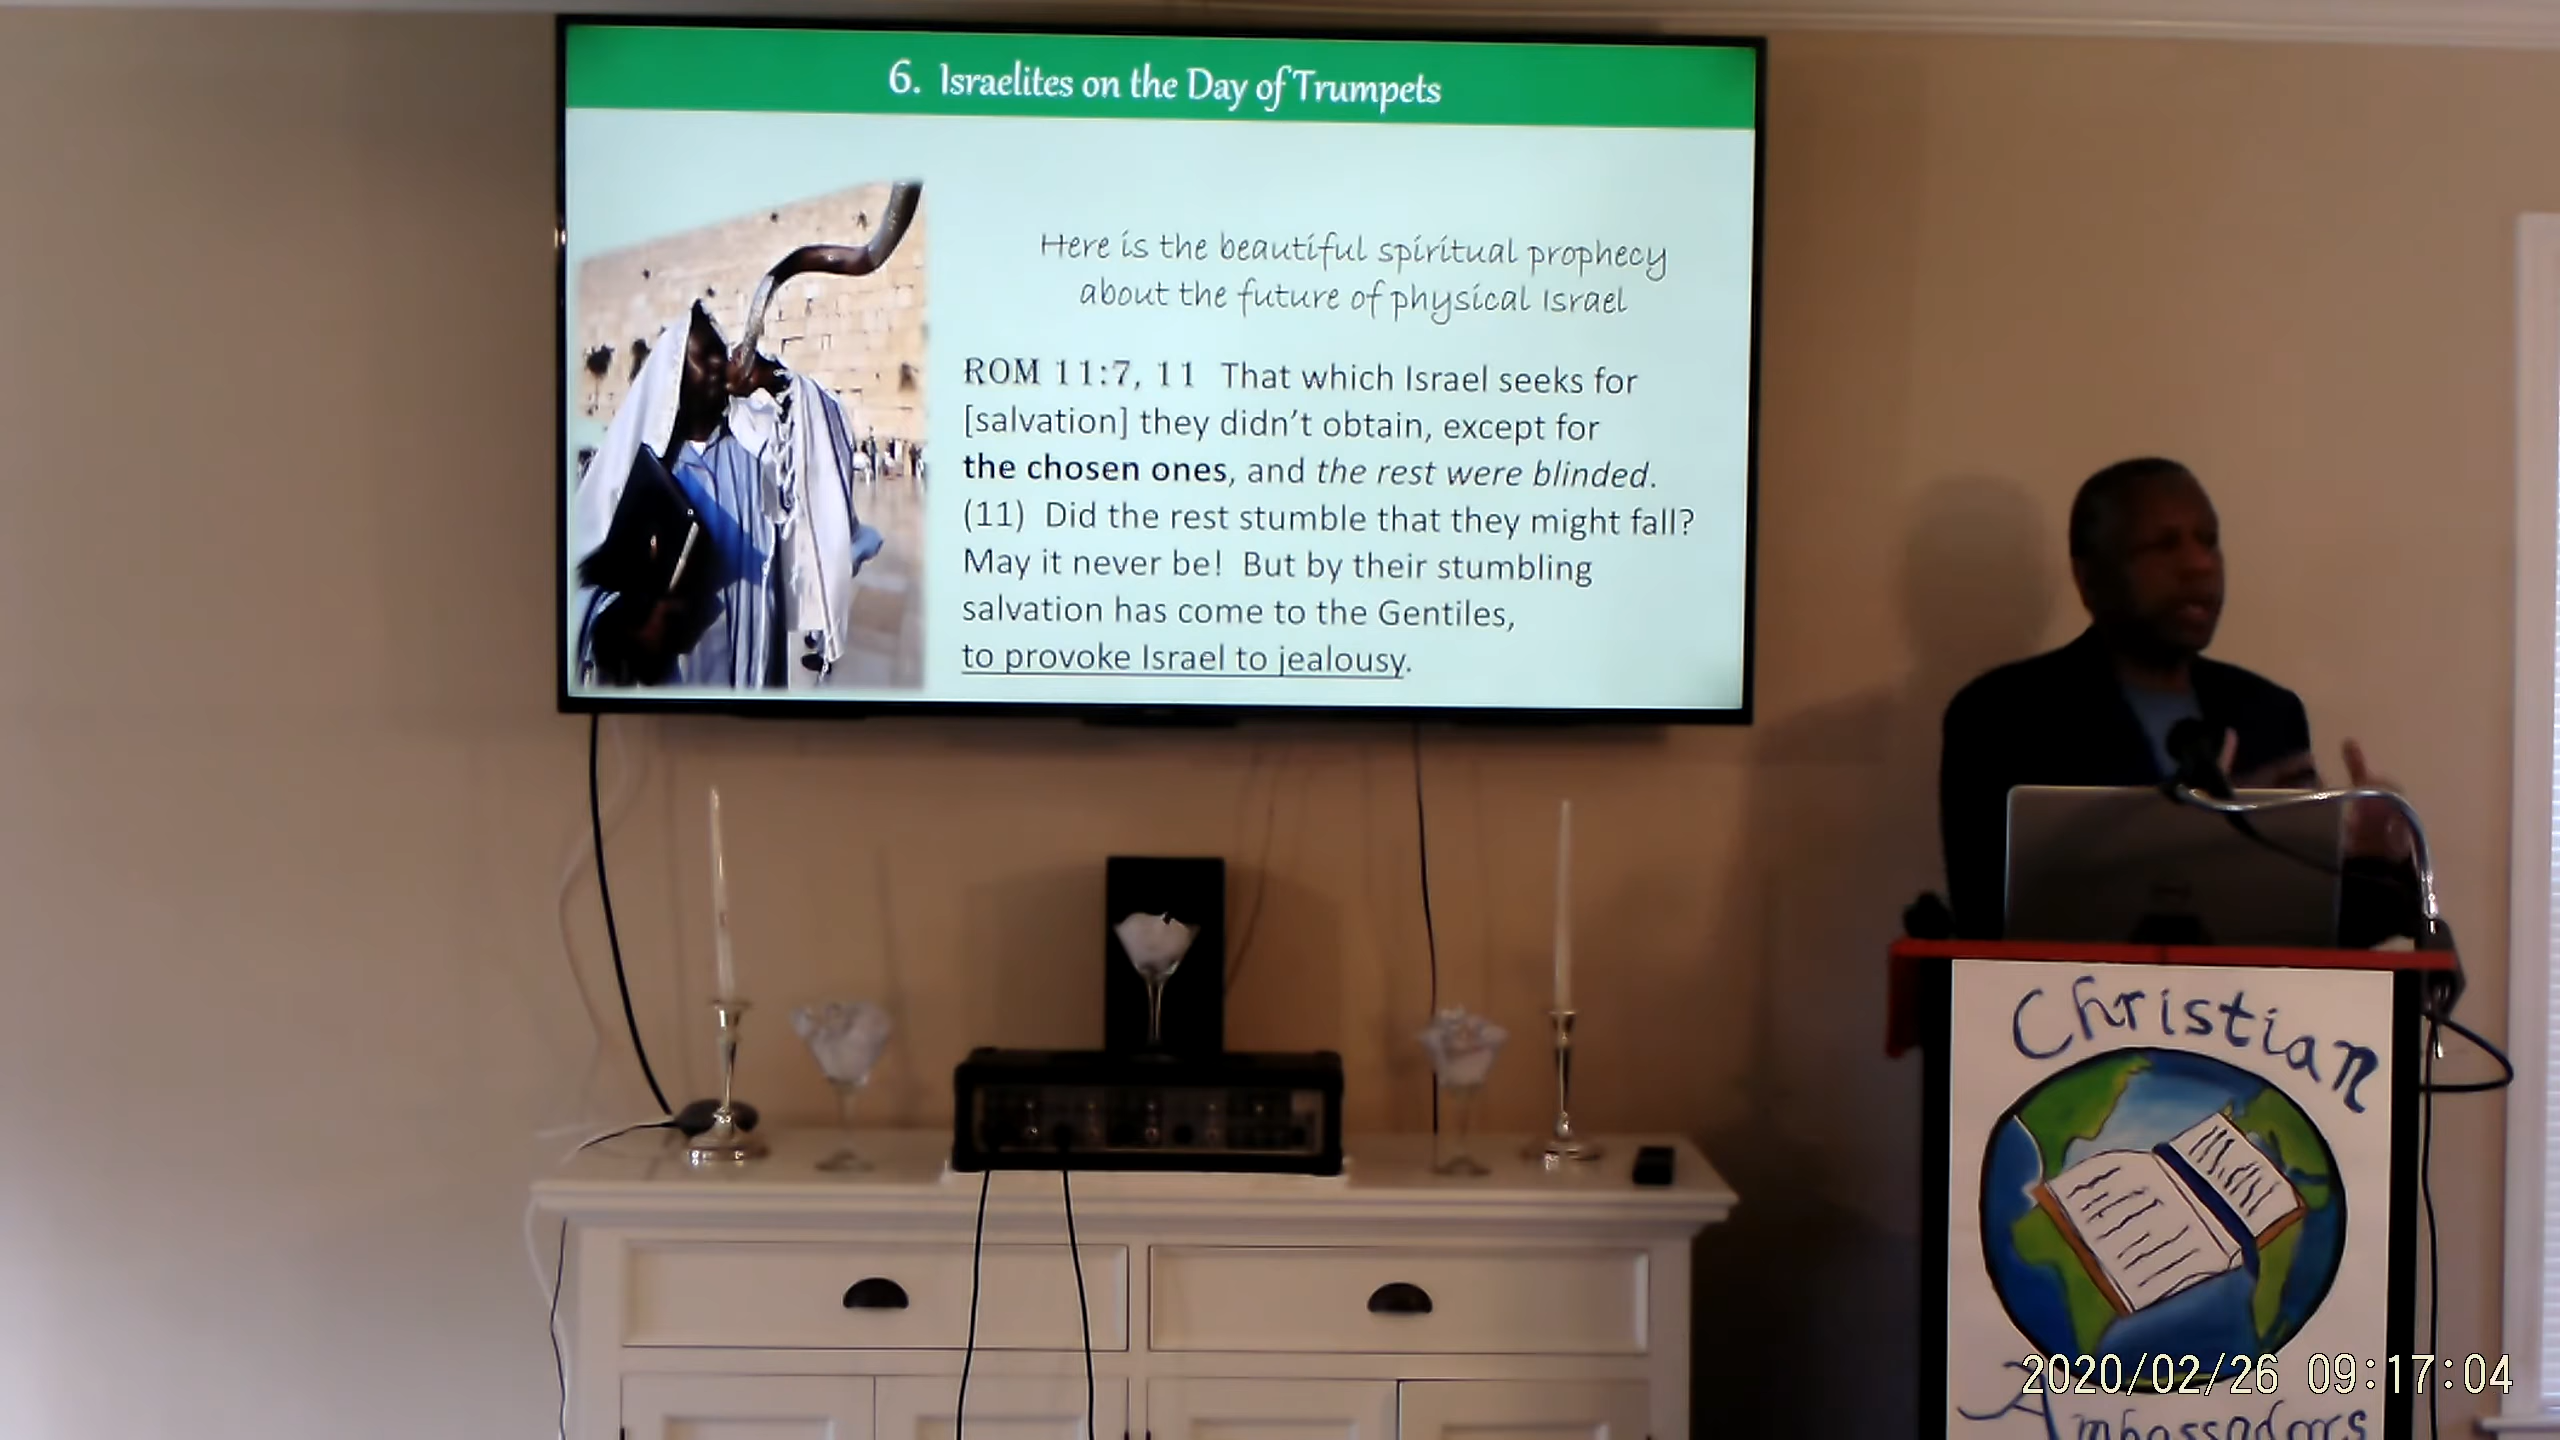 6. Israelites on the Day of Trumpets
Here is the beautiful spiritual prophecy
about the future of physical Israel
ROM 11:7, 11 That which Israel seeks for
[salvation] they didn't obtain, except for
the chosen ones, and the rest were blinded.
(11) Did the rest stumble that they might fall?
May it never be! But by their stumbling
salvation has come to the Gentiles,
to provoke Israel to jealousy.
Christian
Ambassadors
2020/02/26 09:17:04